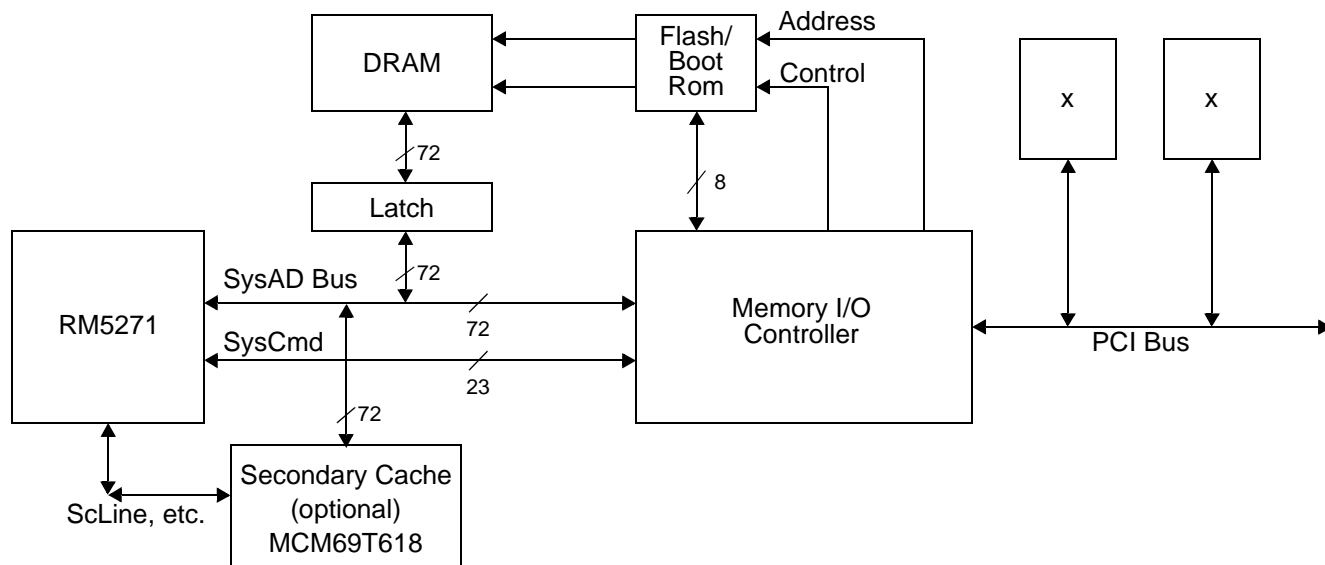 DRAM
Flash/
Boot
Rom
Address
Control
x
x
72
8
Latch
72
RM5271
SysAD Bus
72
SysCmd
23
Memory I/O
Controller
PCI Bus
72
Secondary Cache
(optional)
MCM69T618
ScLine, etc.